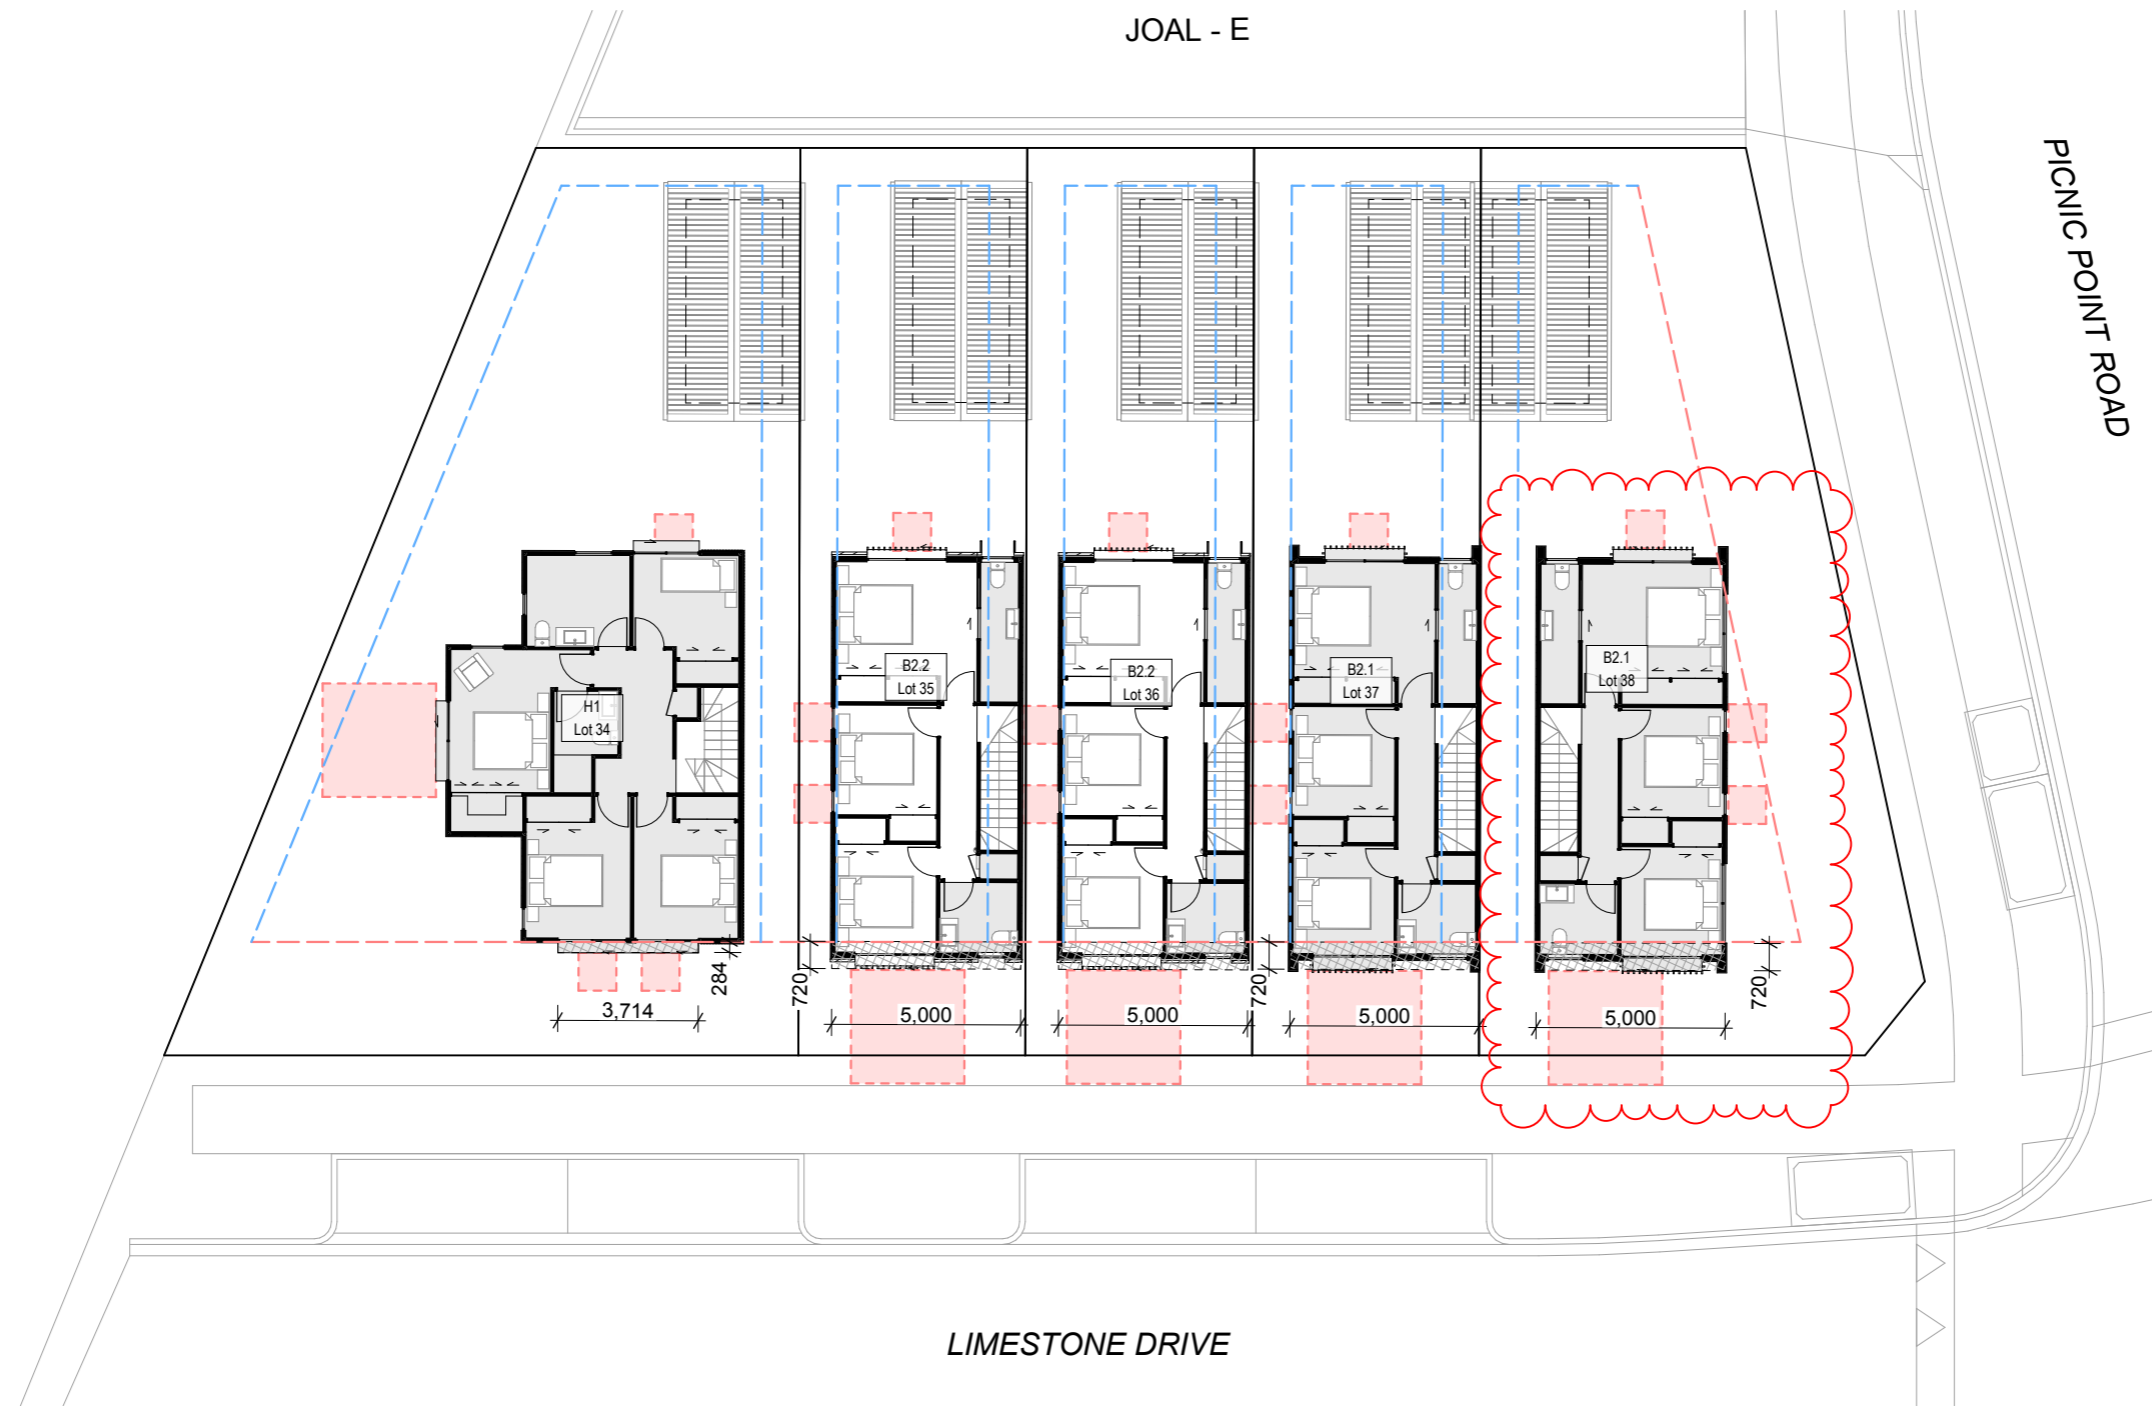 JOAL - E
PICNIC POINT ROAD
H1
Lot 34
B2.2
Lot 35
B2.2
Lot 36
B2.1
Lot 37
B2.1
Lot 38
284
3,714
720
5,000
5,000
720
5,000
5,000
720
LIMESTONE DRIVE